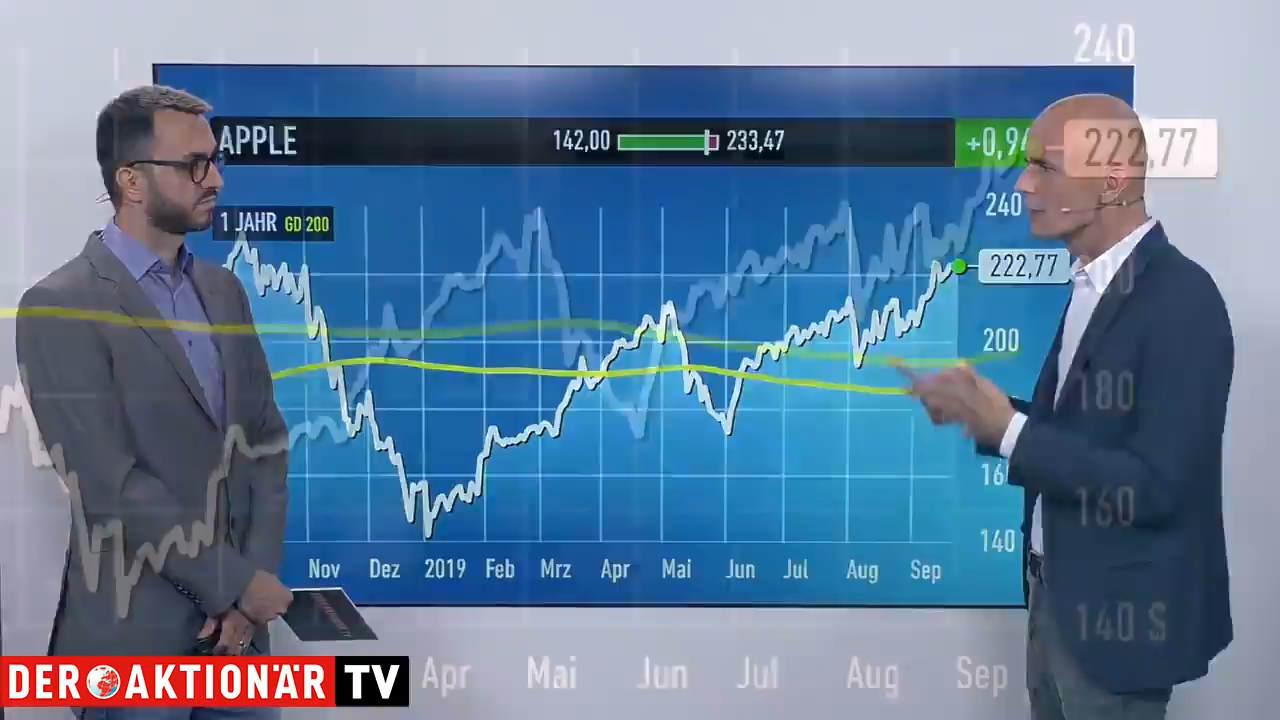 240
APPLE 142,00 233,47 +0,94 222,77
1 JAHR GD 200
240
222,77
200
180
160
140
160
140 $
Nov Dez 2019 Feb Mrz Apr Mai Jun Jul Aug Sep
Apr Mai Jun Jul Aug Sep
DER AKTIONÄR TV